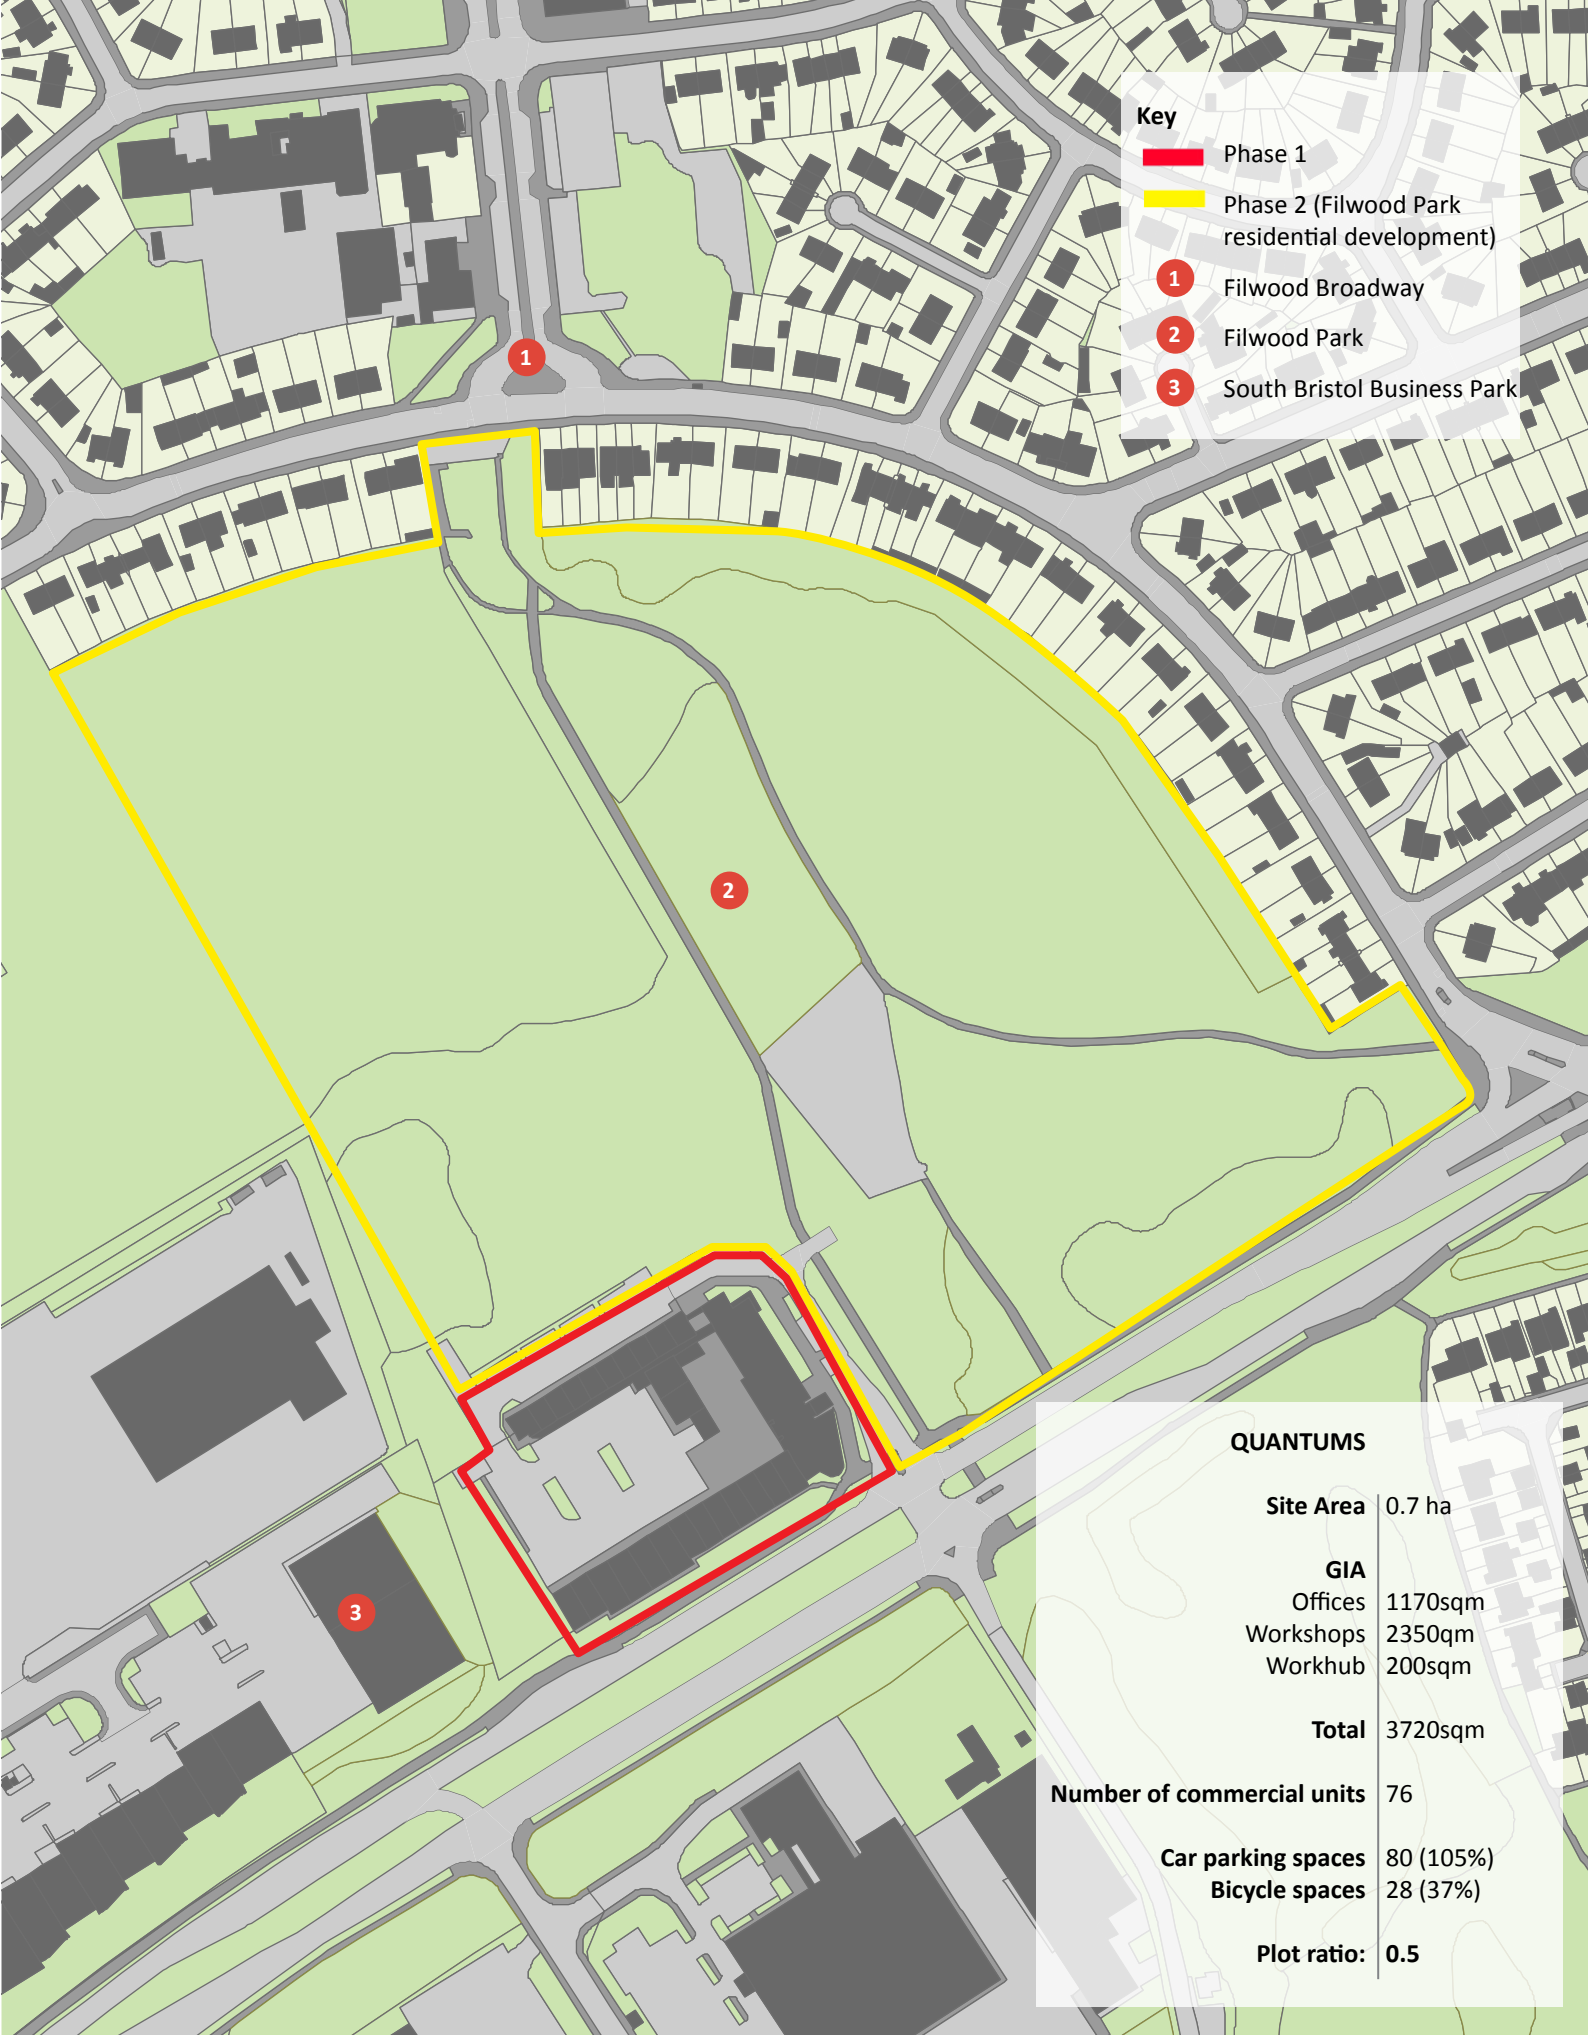 Key
Phase 1
Phase 2 (Filwood Park
residential development)
1 Filwood Broadway
2 Filwood Park
3 South Bristol Business Park
1
2
3
QUANTUMS
Site Area 0.7 ha
GIA
Offices 1170sqm
Workshops 2350qm
Workhub 200sqm
Total 3720sqm
Number of commercial units 76
Car parking spaces 80 (105%)
Bicycle spaces 28 (37%)
Plot ratio: 0.5